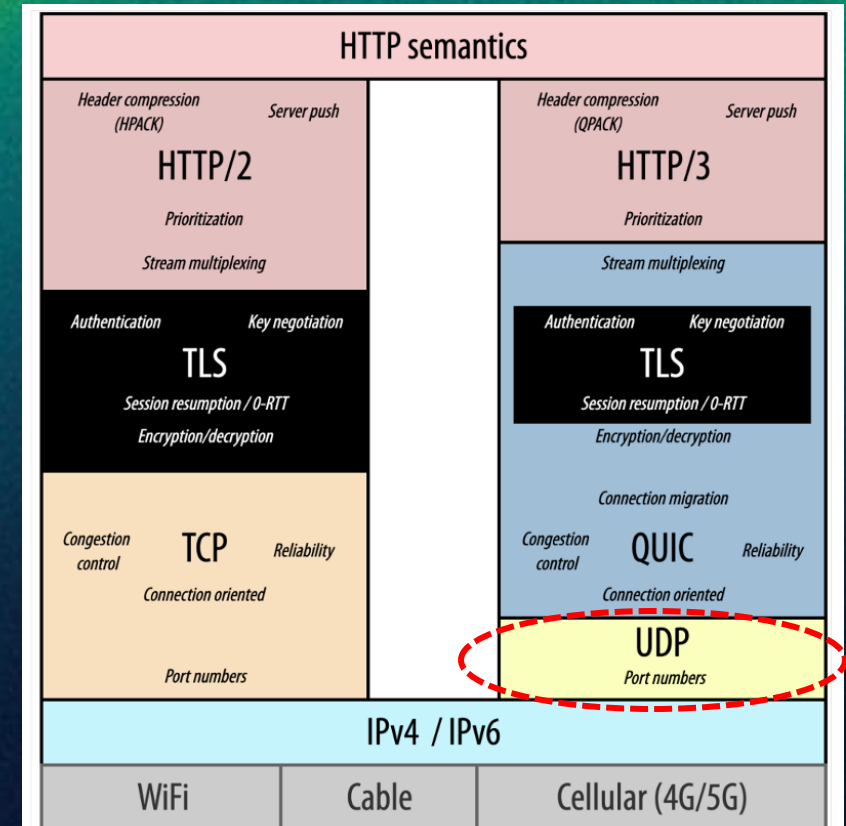 HTTP semantics
Header compression
(HPACK)
Server push
HTTP/2
Prioritization
Stream multiplexing
Authentication
Key negotiation
TLS
Session resumption / 0-RTT
Encryption/decryption
Congestion
control
TCP
Reliability
Connection oriented
Port numbers
Header compression
(QPACK)
Server push
HTTP/3
Prioritization
Stream multiplexing
Authentication
Key negotiation
TLS
Session resumption / 0-RTT
Encryption/decryption
Connection migration
Congestion
control
QUIC
Reliability
Connection oriented
UDP
Port numbers
IPv4 / IPv6
WiFi
Cable
Cellular (4G/5G)